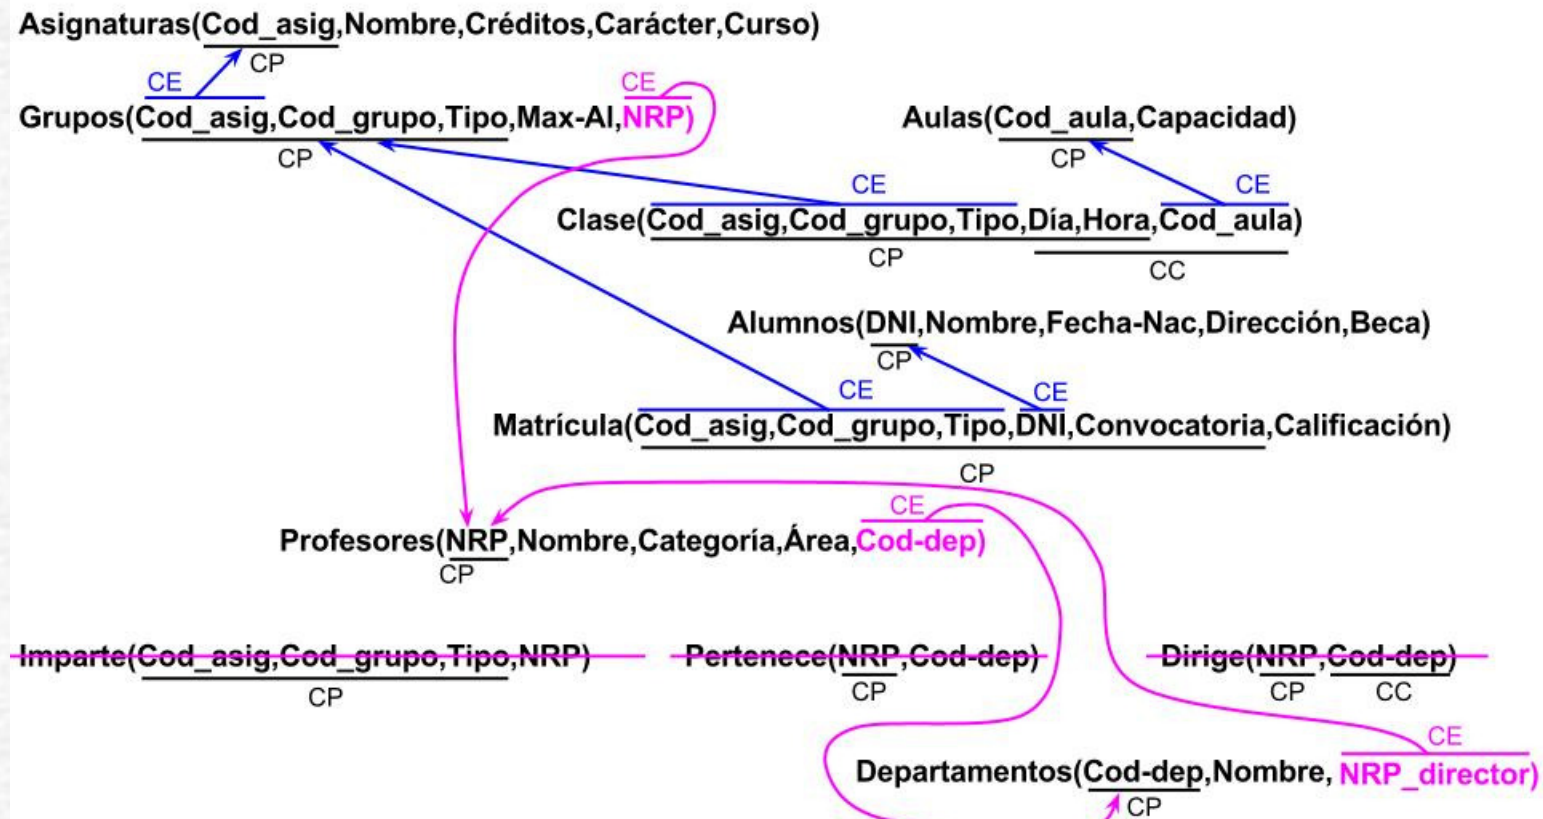 Asignaturas(Cod_asig,Nombre,Créditos,Carácter,Curso)
CP
CE
CE
Grupos(Cod_asig,Cod_grupo,Tipo,Max-Al,NRP)
CP
Aulas(Cod_aula,Capacidad)
CP
CE
CE
Clase(Cod_asig,Cod_grupo,Tipo,Día,Hora,Cod_aula)
CP
CC
Alumnos(DNI,Nombre,Fecha-Nac,Dirección,Beca)
CP
CE
CE
Matrícula(Cod_asig,Cod_grupo,Tipo,DNI,Convocatoria,Calificación)
CP
CE
Profesores(NRP,Nombre,Categoría,Área,Cod-dep)
CP
Imparte(Cod_asig,Cod_grupo,Tipo,NRP)
CP
Pertenece(NRP,Cod-dep)
CP
Dirige(NRP,Cod-dep)
CP
CC
CE
Departamentos(Cod-dep,Nombre, NRP_director)
CP